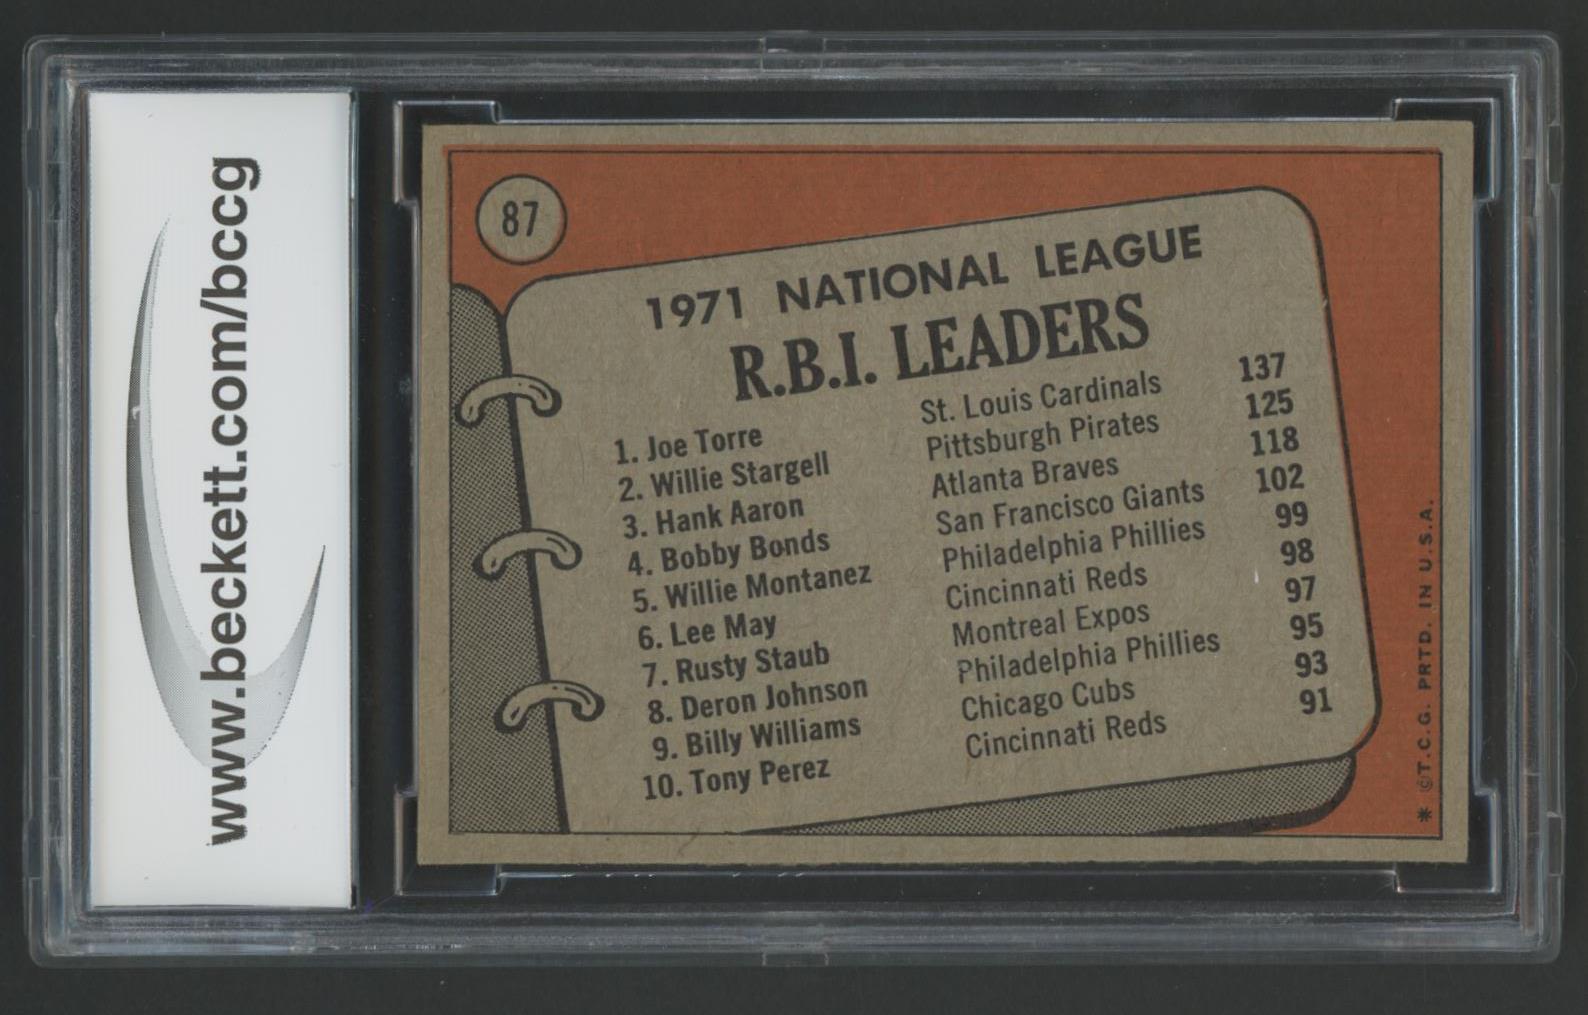 www.beckett.com/bccg
87
1971 NATIONAL LEAGUE
R.B.I. LEADERS
1. Joe Torre St. Louis Cardinals 137
2. Willie Stargell Pittsburgh Pirates 125
3. Hank Aaron Atlanta Braves 118
4. Bobby Bonds San Francisco Giants 102
5. Willie Montanez Philadelphia Phillies 99
6. Lee May Cincinnati Reds 98
7. Rusty Staub Montreal Expos 97
8. Deron Johnson Philadelphia Phillies 95
9. Billy Williams Chicago Cubs 93
10. Tony Perez Cincinnati Reds 91
* ©T.C.G. PRTD. IN U.S.A.